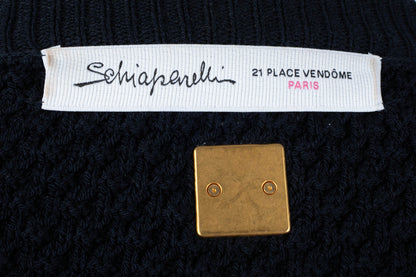 Schiaparelli
21 PLACE VENDÔME
PARIS